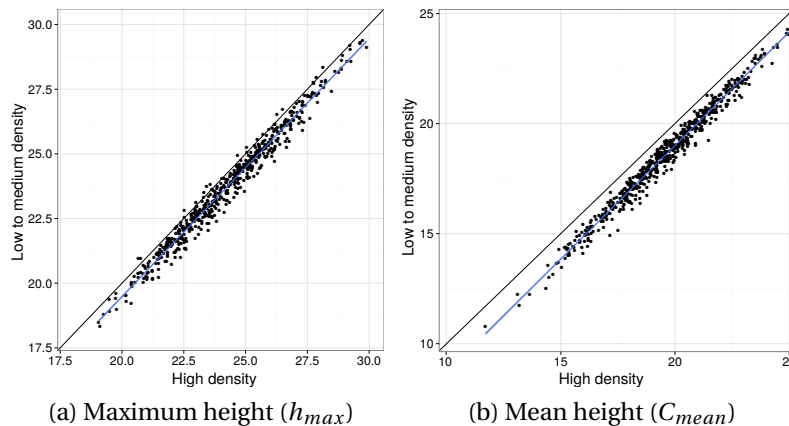 30.0
27.5
25.0
22.5
20.0
17.5
Low to medium density
17.5 20.0 22.5 25.0 27.5 30.0
High density
(a) Maximum height (hmax)
25
20
15
10
Low to medium density
10 15 20 25
High density
(b) Mean height (Cmean)